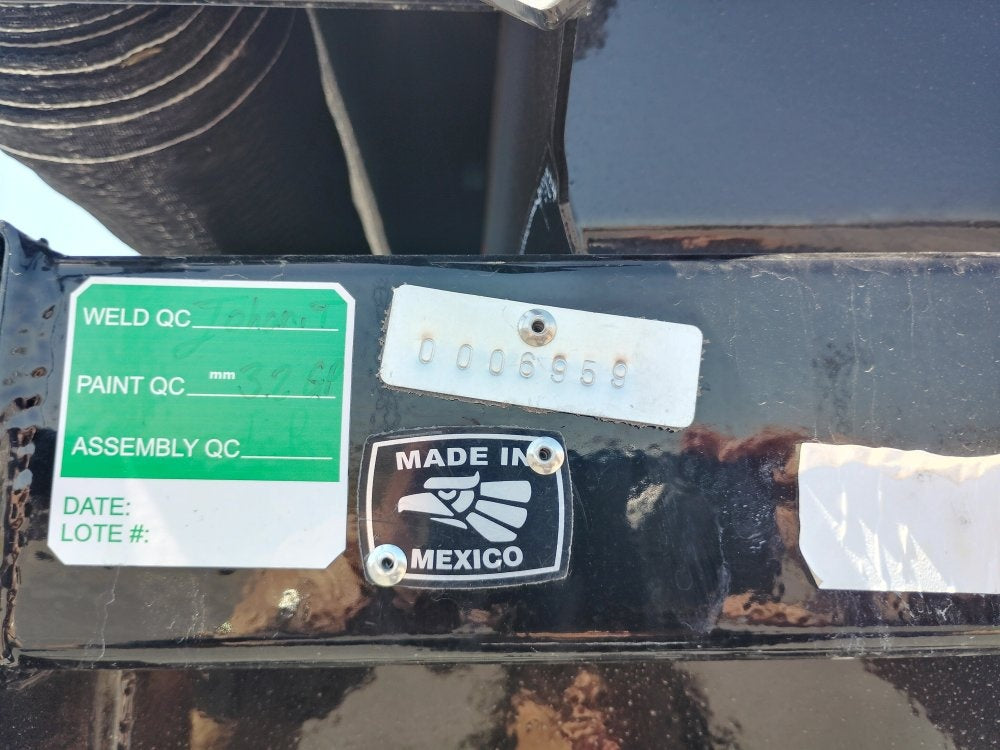 WELD QC
PAINT QC mm
ASSEMBLY QC
DATE:
LOTE #:
0006959
MADE IN
MEXICO